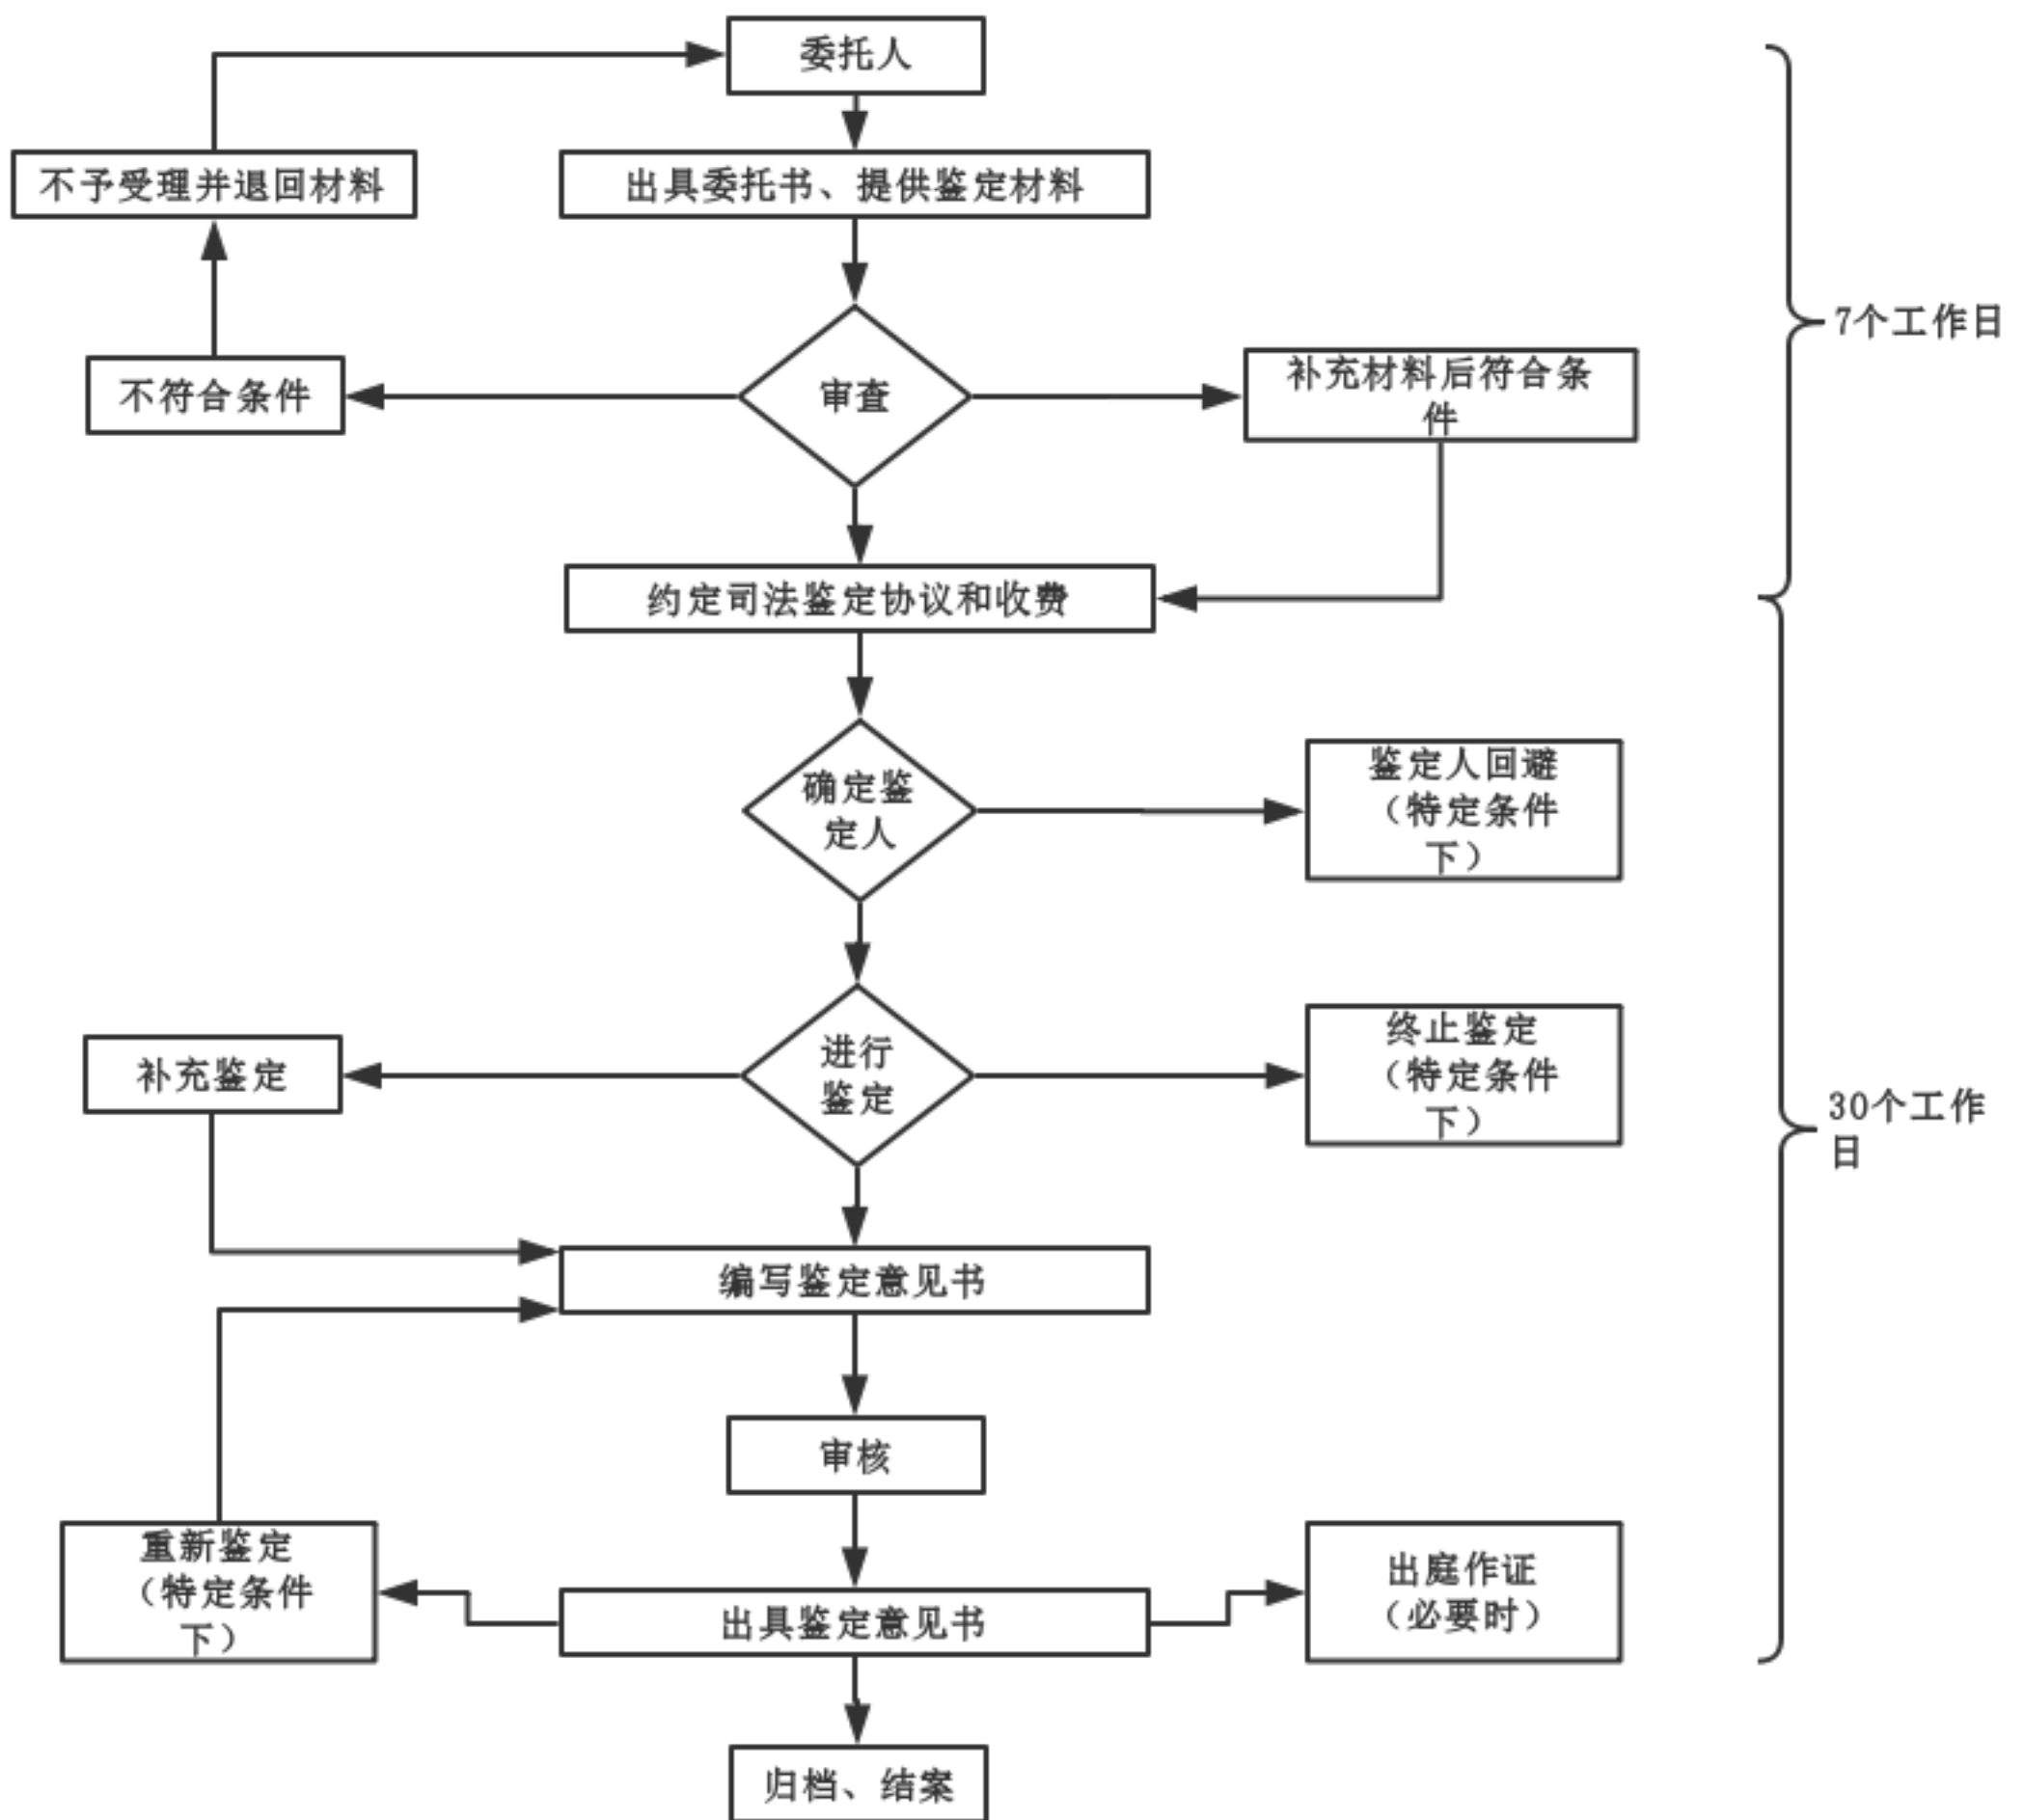 委托人
不予受理并退回材料
出具委托书、提供鉴定材料
7个工作日
不符合条件
审查
补充材料后符合条
件
约定司法鉴定协议和收费
确定鉴
定人
鉴定人回避
（特定条件
下）
补充鉴定
进行
鉴定
终止鉴定
（特定条件
下）
30个工作
日
编写鉴定意见书
审核
重新鉴定
（特定条件
下）
出具鉴定意见书
出庭作证
（必要时）
归档、结案